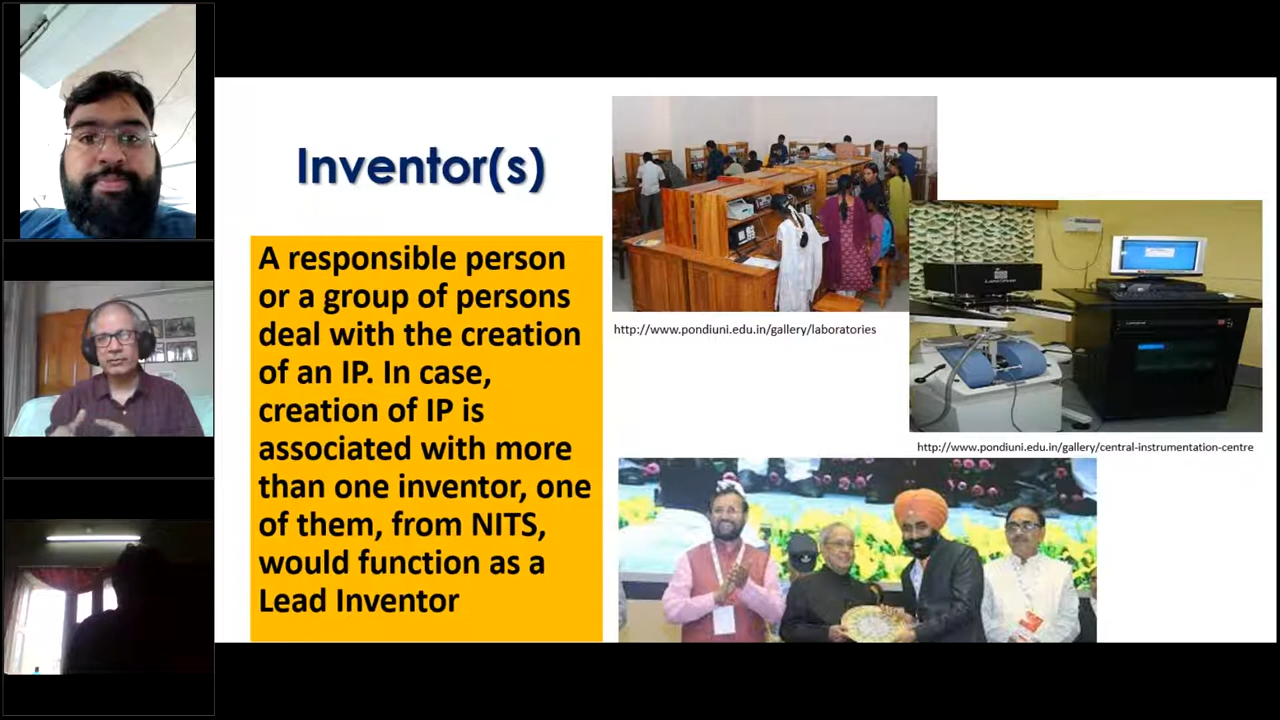 Inventor(s)
A responsible person
or a group of persons
deal with the creation
of an IP. In case,
creation of IP is
associated with more
than one inventor, one
of them, from NITS,
would function as a
Lead Inventor
http://www.pondiuni.edu.in/gallery/laboratories
http://www.pondiuni.edu.in/gallery/central-instrumentation-centre